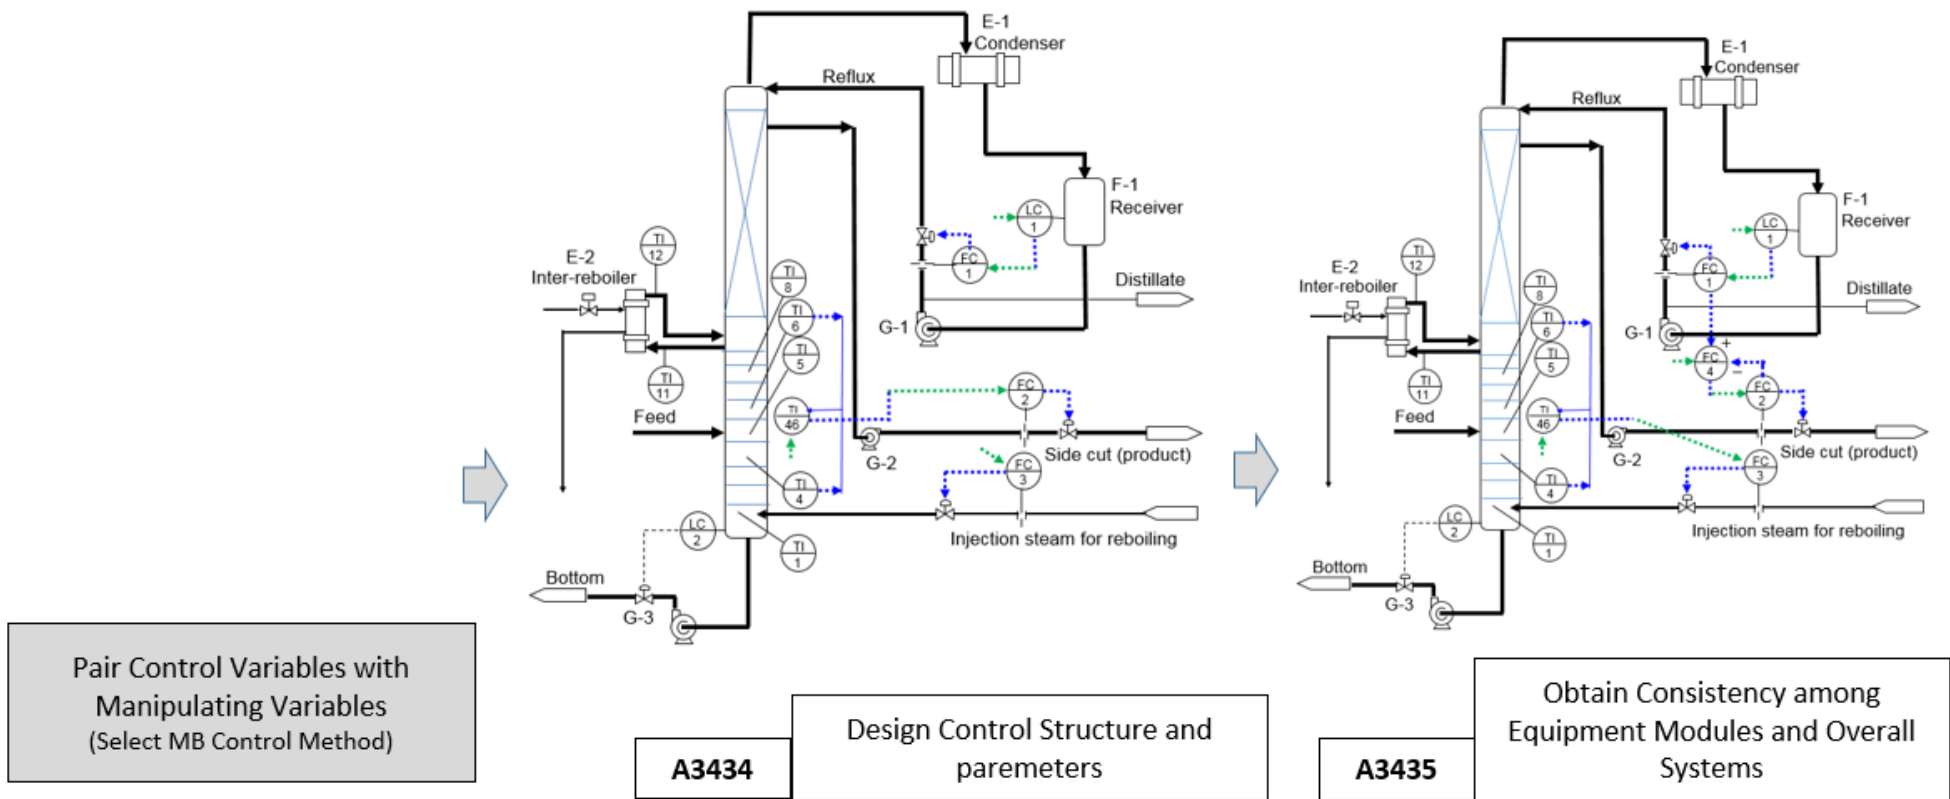 E-1
Condenser
Reflux
F-1
Receiver
LC
1
FC
1
TI
12
E-2
Inter-reboiler
TI
8
TI
6
TI
5
TI
11
G-1
Distillate
Feed
TI
46
FC
2
G-2
Side cut (product)
FC
3
TI
4
Injection steam for reboiling
LC
2
TI
1
Bottom
G-3
E-1
Condenser
Reflux
F-1
Receiver
LC
1
FC
1
TI
12
E-2
Inter-reboiler
TI
8
TI
6
TI
5
TI
11
G-1
Distillate
+
FC
4
–
FC
2
Feed
TI
46
G-2
Side cut (product)
FC
3
TI
4
Injection steam for reboiling
LC
2
TI
1
Bottom
G-3
Pair Control Variables with
Manipulating Variables
(Select MB Control Method)
A3434
Design Control Structure and
paremeters
A3435
Obtain Consistency among
Equipment Modules and Overall
Systems